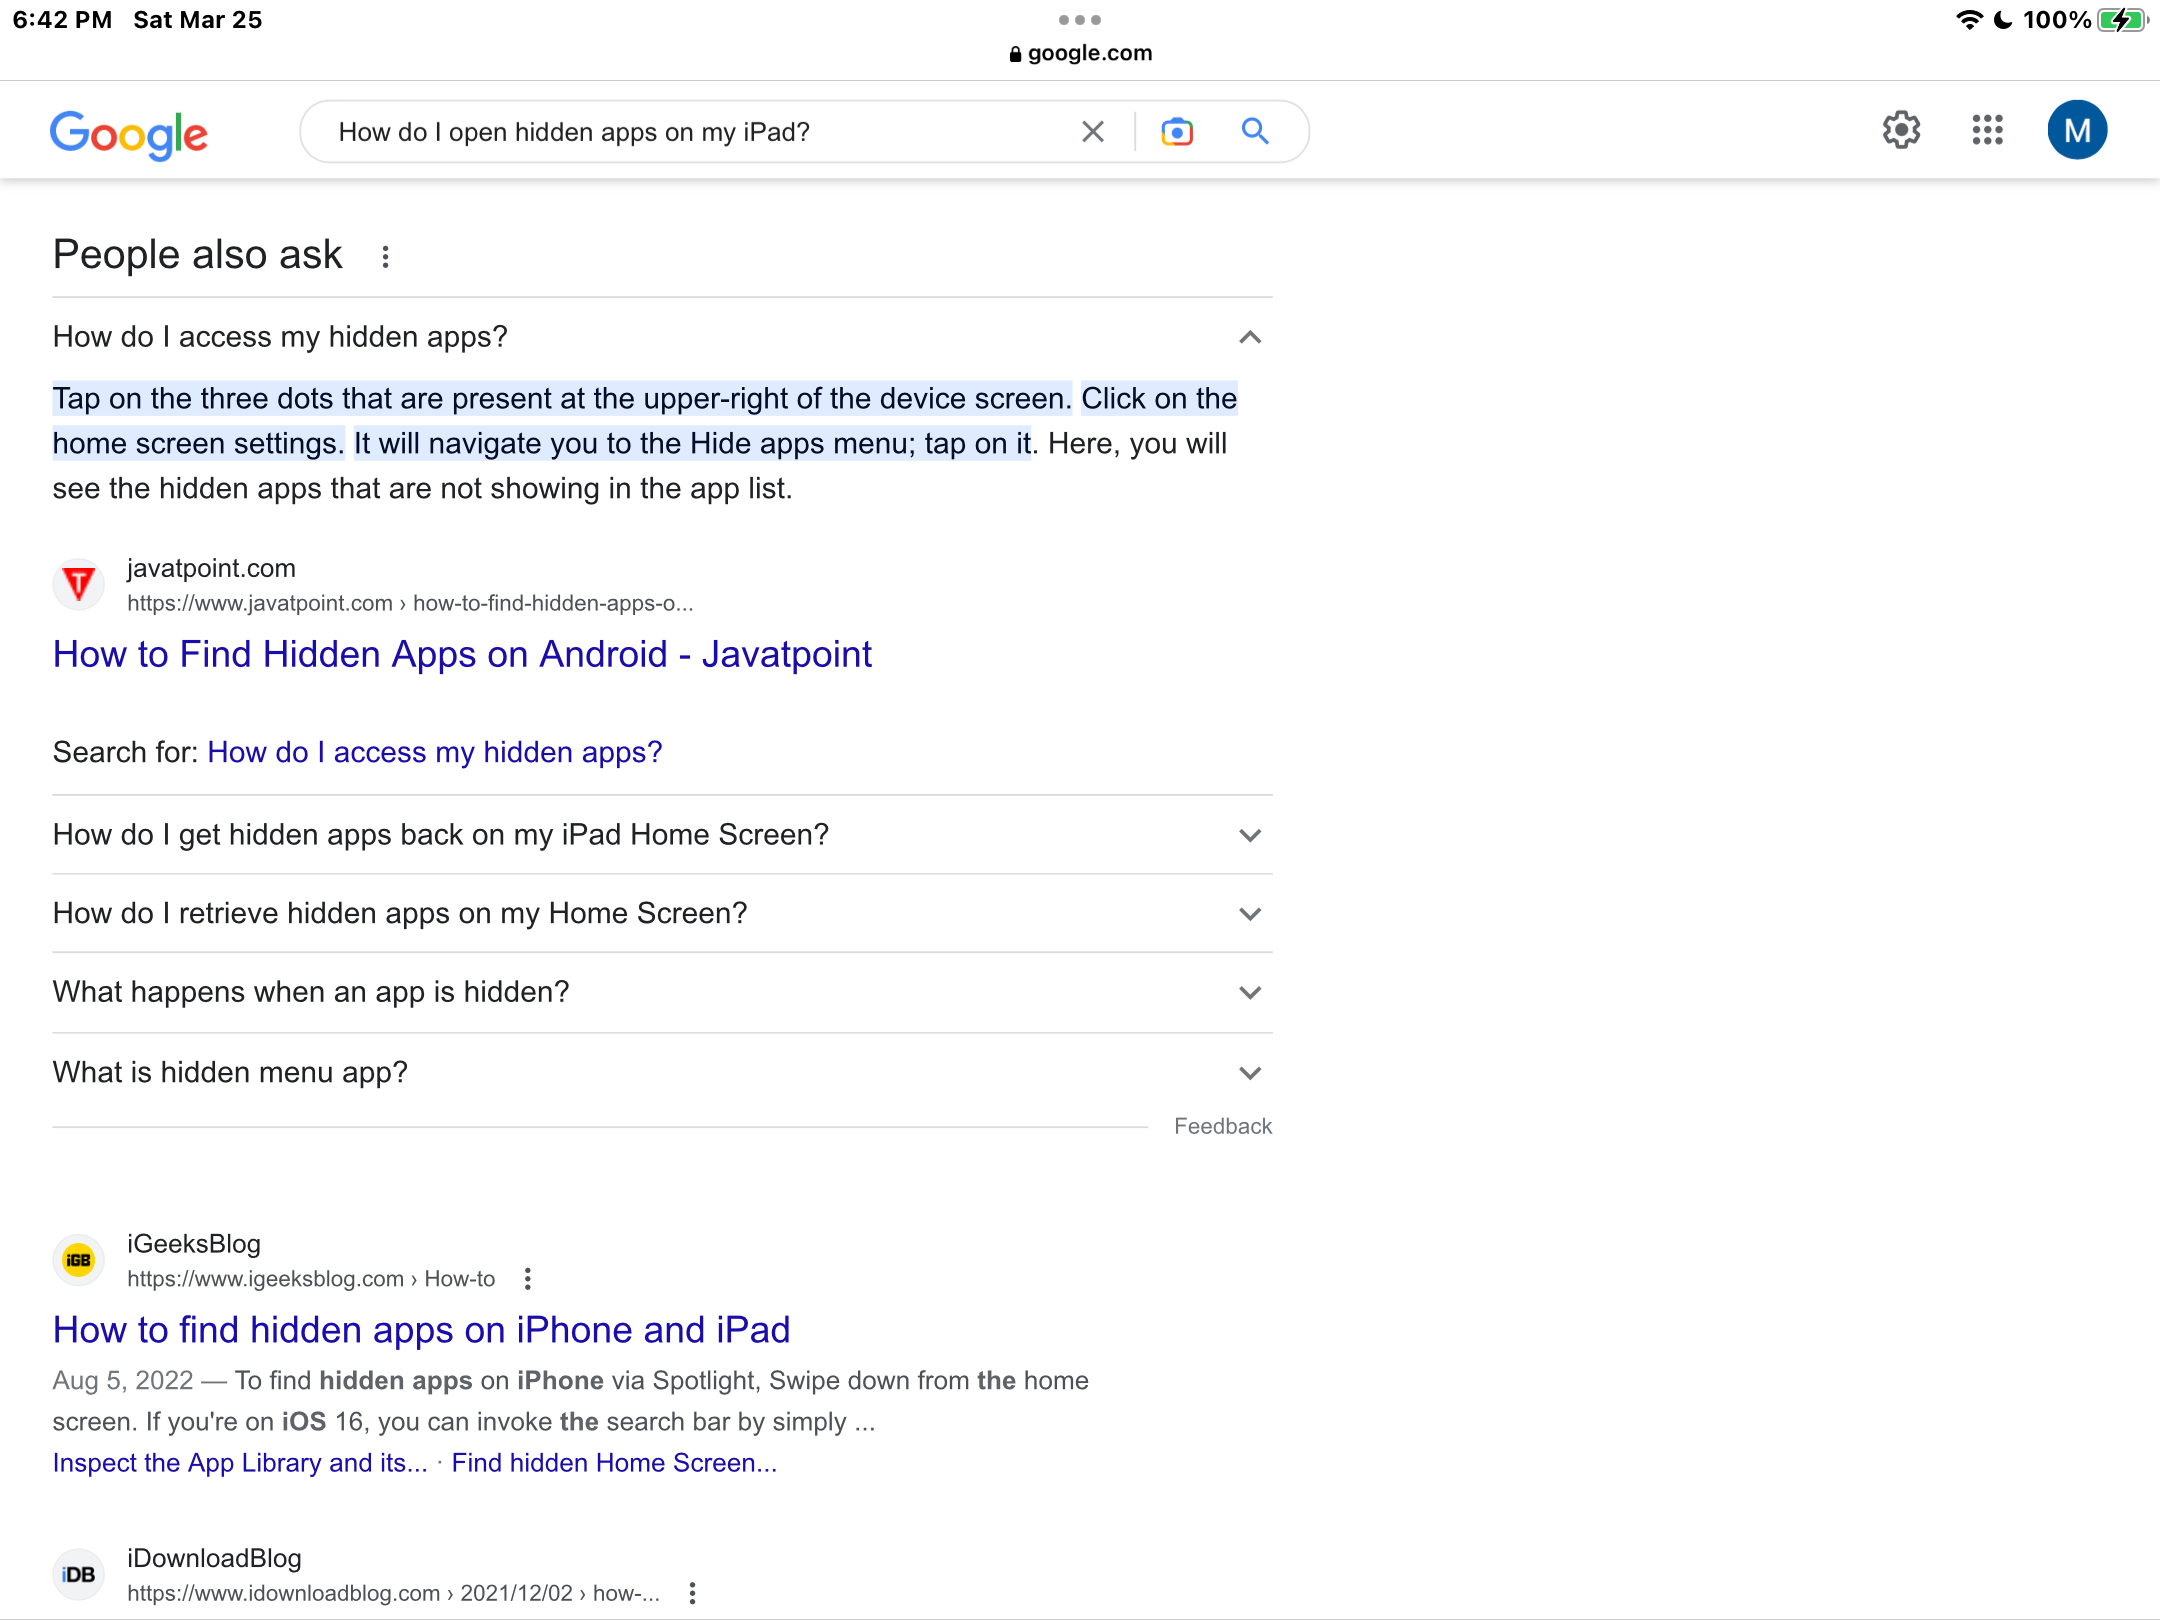 6:42 PM Sat Mar 25
100%
google.com
Google
How do I open hidden apps on my iPad?
M
People also ask
How do I access my hidden apps?
Tap on the three dots that are present at the upper-right of the device screen. Click on the
home screen settings. It will navigate you to the Hide apps menu; tap on it. Here, you will
see the hidden apps that are not showing in the app list.
T
javatpoint.com
https://www.javatpoint.com › how-to-find-hidden-apps-o...
How to Find Hidden Apps on Android - Javatpoint
Search for: How do I access my hidden apps?
How do I get hidden apps back on my iPad Home Screen?
How do I retrieve hidden apps on my Home Screen?
What happens when an app is hidden?
What is hidden menu app?
Feedback
iGB
iGeeksBlog
https://www.igeeksblog.com › How-to
How to find hidden apps on iPhone and iPad
Aug 5, 2022 — To find hidden apps on iPhone via Spotlight, Swipe down from the home
screen. If you're on iOS 16, you can invoke the search bar by simply ...
Inspect the App Library and its... · Find hidden Home Screen...
iDB
iDownloadBlog
https://www.idownloadblog.com › 2021/12/02 › how-...